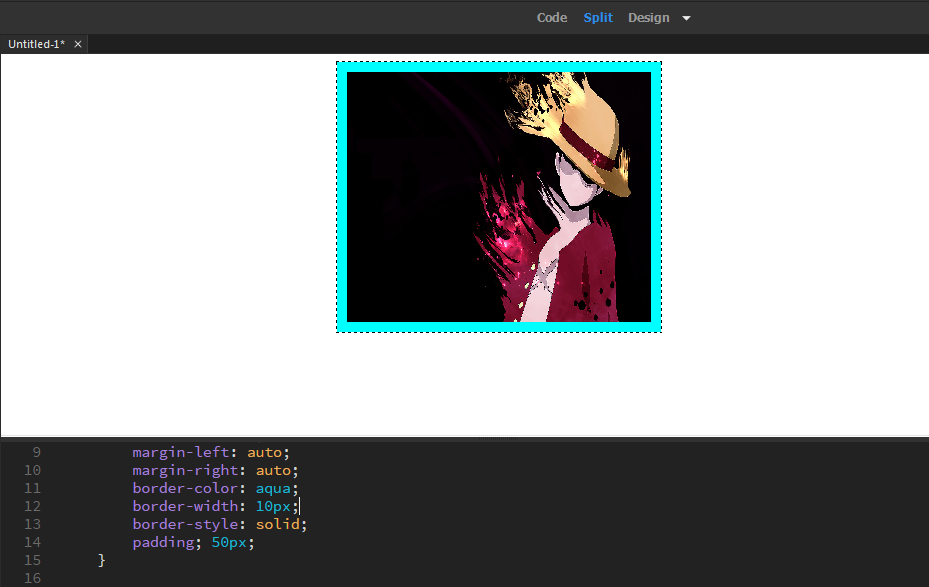 Code Split Design
Untitled-1* ×
9 margin-left: auto;
10 margin-right: auto;
11 border-color: aqua;
12 border-width: 10px;
13 border-style: solid;
14 padding; 50px;
15 }
16